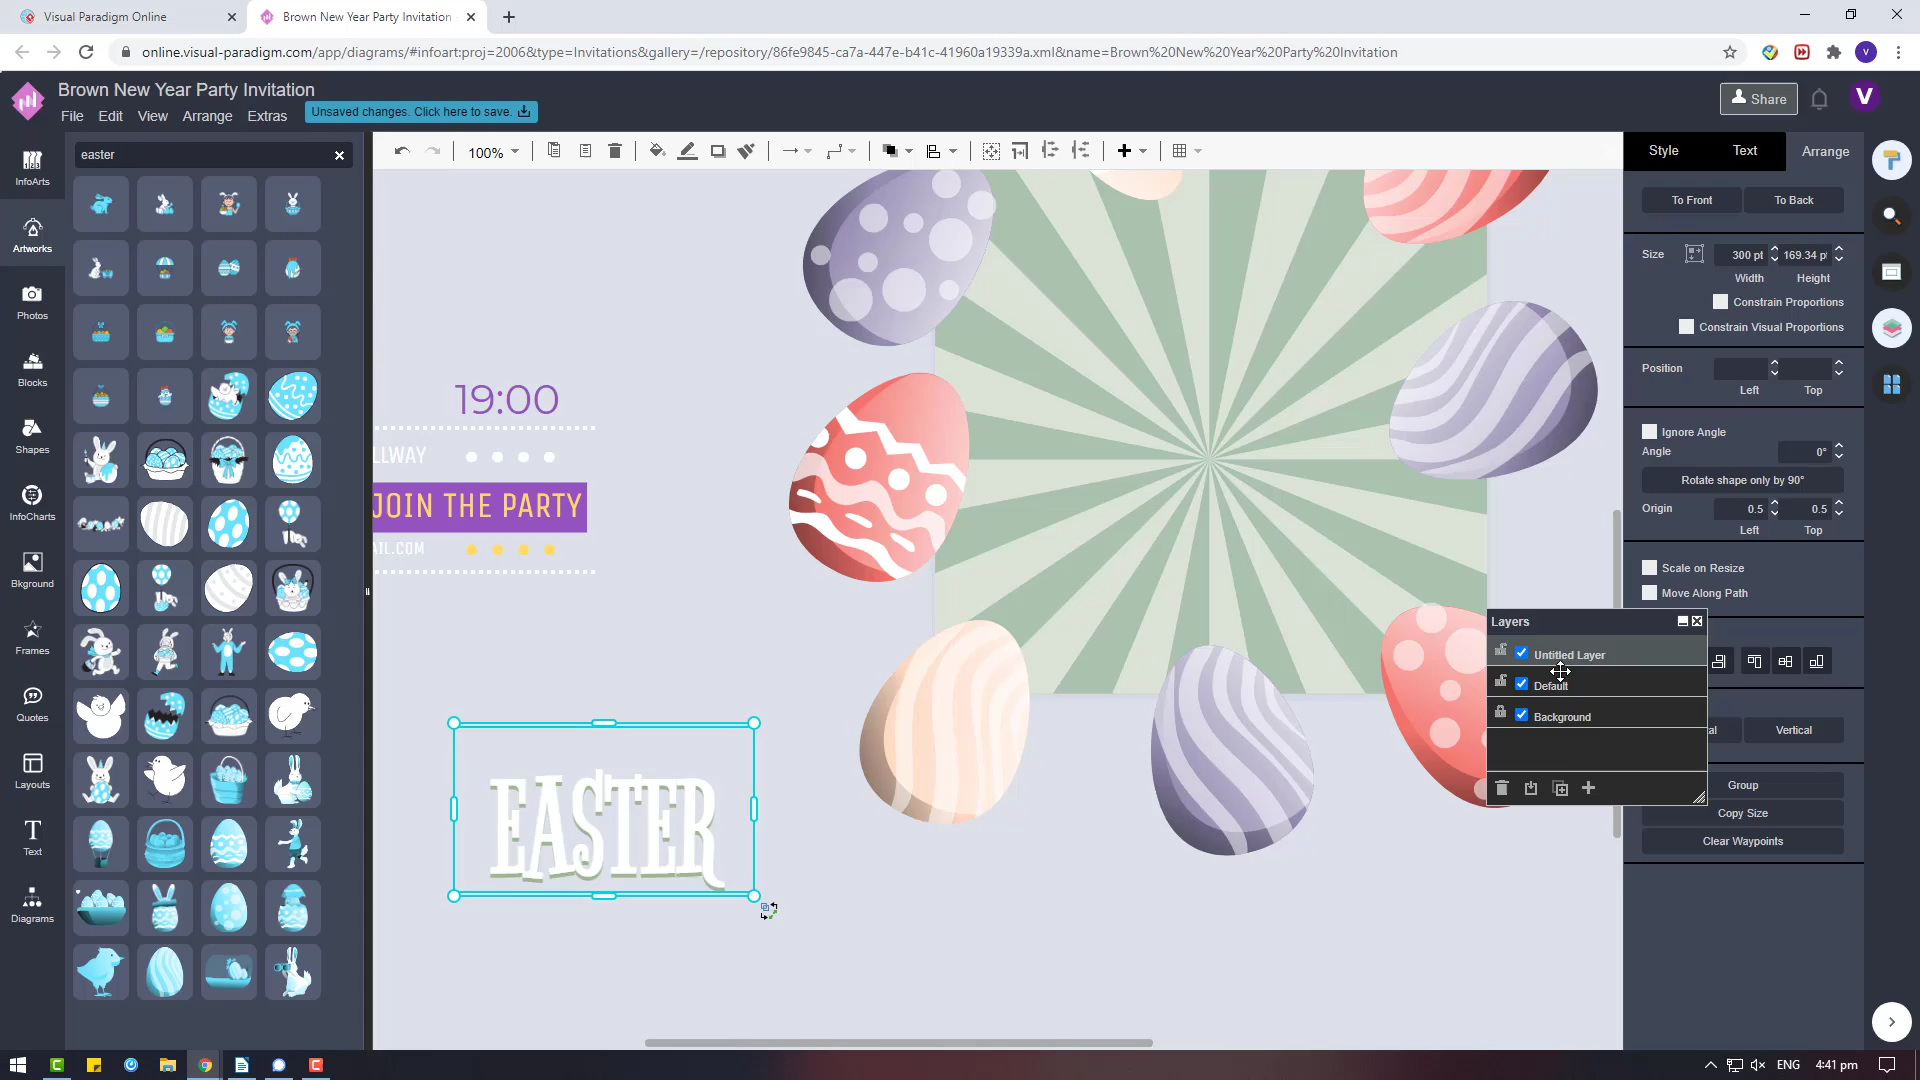 Visual Paradigm Online
Brown New Year Party Invitation
online.visual-paradigm.com/app/diagrams/#infoart:proj=2006&type=Invitations&gallery=/repository/86fe9845-ca7a-447e-b41c-41960a19339a.xml&name=Brown%20New%20Year%20Party%20Invitation
V
Brown New Year Party Invitation
File Edit View Arrange Extras
Unsaved changes. Click here to save.
Share
V
InfoArts
Artworks
Photos
Blocks
Shapes
InfoCharts
Bkground
Frames
Quotes
Layouts
Text
Diagrams
easter
100%
19:00
LLWAY
JOIN THE PARTY
AIL.COM
EASTER
Style Text Arrange
To Front To Back
Size 300 pt 169.34 p
Width Height
Constrain Proportions
Constrain Visual Proportions
Position
Left Top
Ignore Angle
Angle 0°
Rotate shape only by 90°
Origin 0.5 0.5
Left Top
Scale on Resize
Move Along Path
Layers
Untitled Layer
Default
Background
al Vertical
Group
Copy Size
Clear Waypoints
ENG 4:41 pm